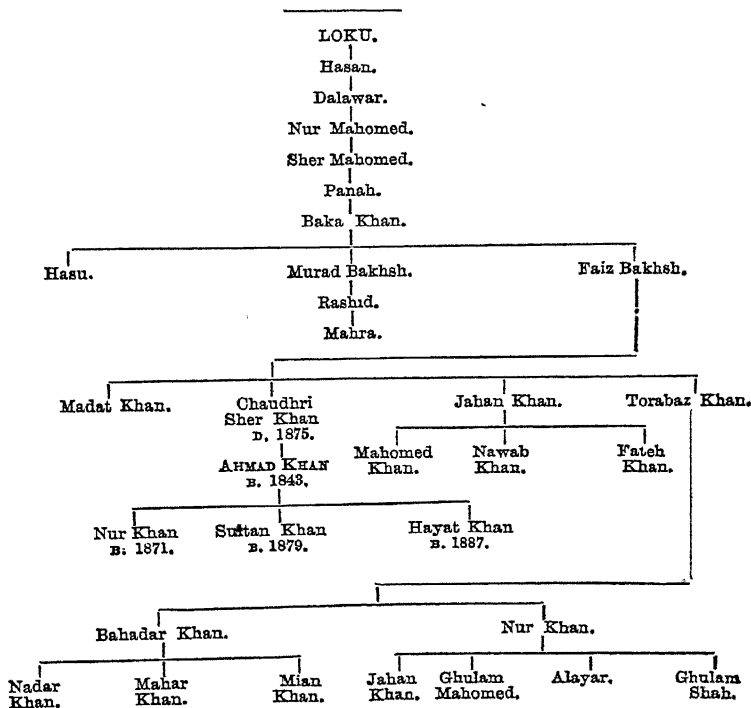 LOKU.
Hasan.
Dalawar.
Nur Mahomed.
Sher Mahomed.
Panah.
Baka Khan.
Hasu. Murad Bakhsh. Faiz Bakhsh.
Rashid.
Mahra.
Madat Khan. Chaudhri Jahan Khan. Torabaz Khan.
Sher Khan
D. 1875.
Mahomed Nawab Fateh
Khan. Khan. Khan.
AHMAD KHAN
B. 1843.
Nur Khan Sultan Khan Hayat Khan
B. 1871. B. 1879. B. 1887.
Bahadar Khan. Nur Khan.
Nadar Mahar Mian Jahan Ghulam Alayar. Ghulam
Khan. Khan. Khan. Khan. Mahomed. Shah.